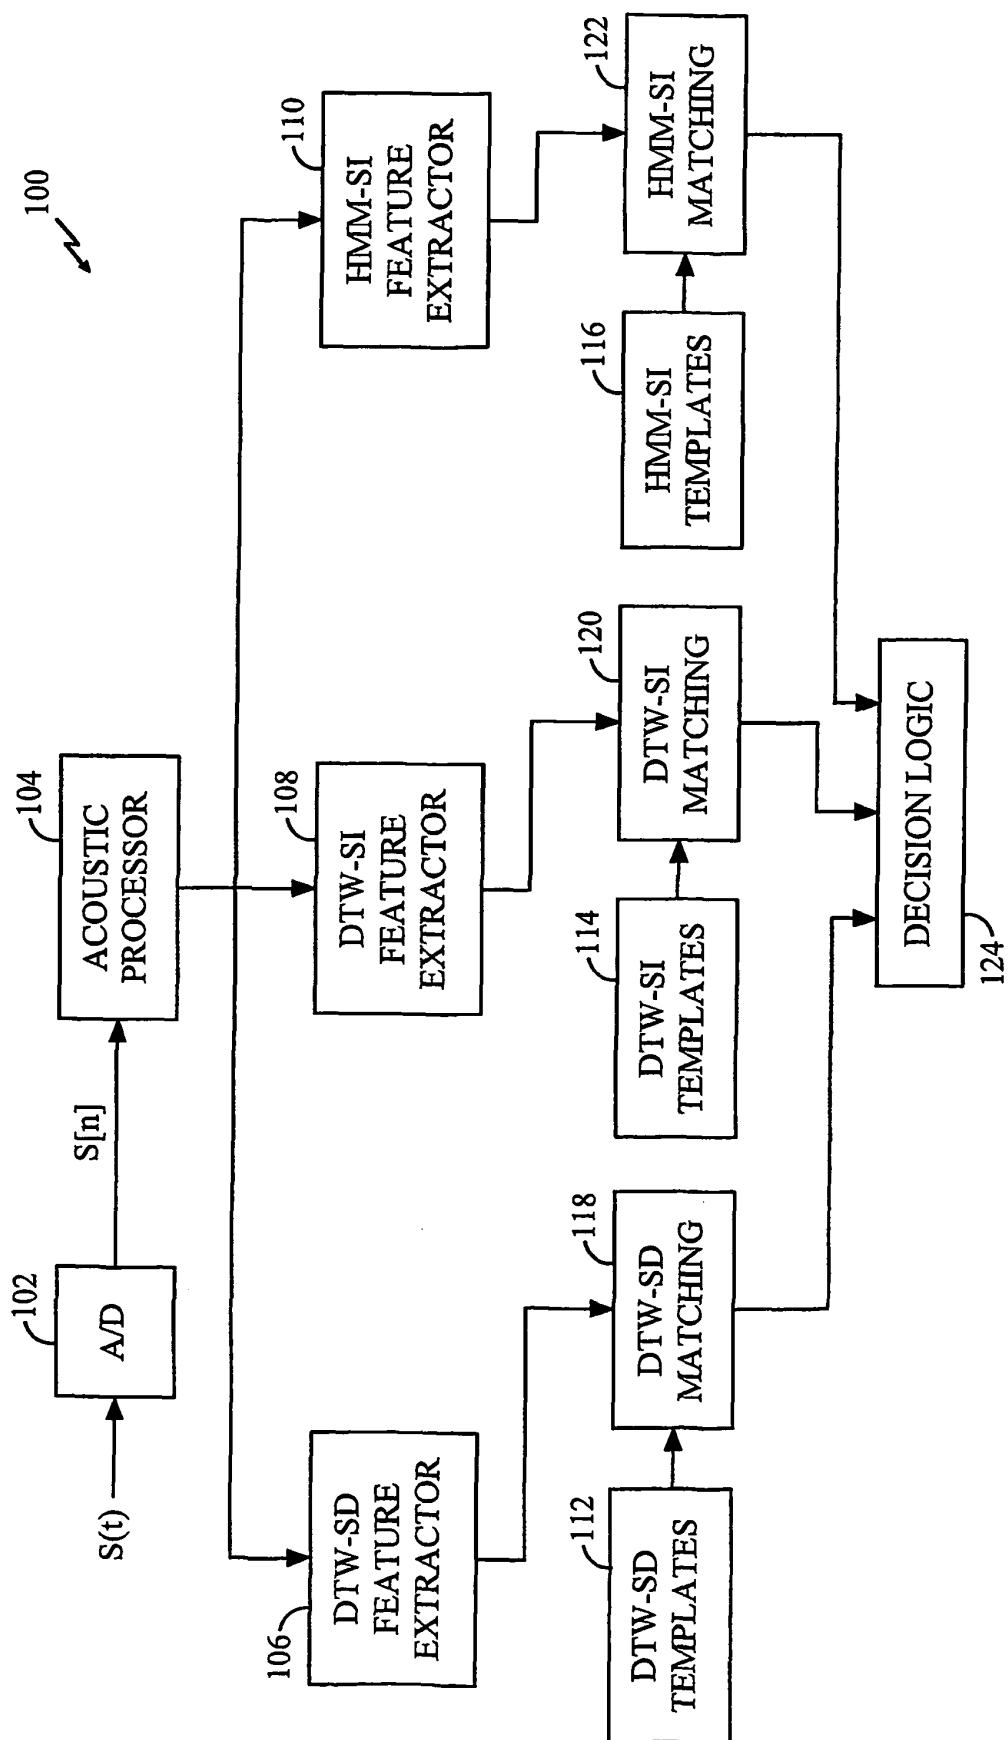 100
S(t)
102
A/D
S[n]
104
ACOUSTIC
PROCESSOR
106
DTW-SD
FEATURE
EXTRACTOR
108
DTW-SI
FEATURE
EXTRACTOR
110
HMM-SI
FEATURE
EXTRACTOR
112
DTW-SD
TEMPLATES
118
DTW-SD
MATCHING
114
DTW-SI
TEMPLATES
120
DTW-SI
MATCHING
116
HMM-SI
TEMPLATES
122
HMM-SI
MATCHING
DECISION LOGIC
124